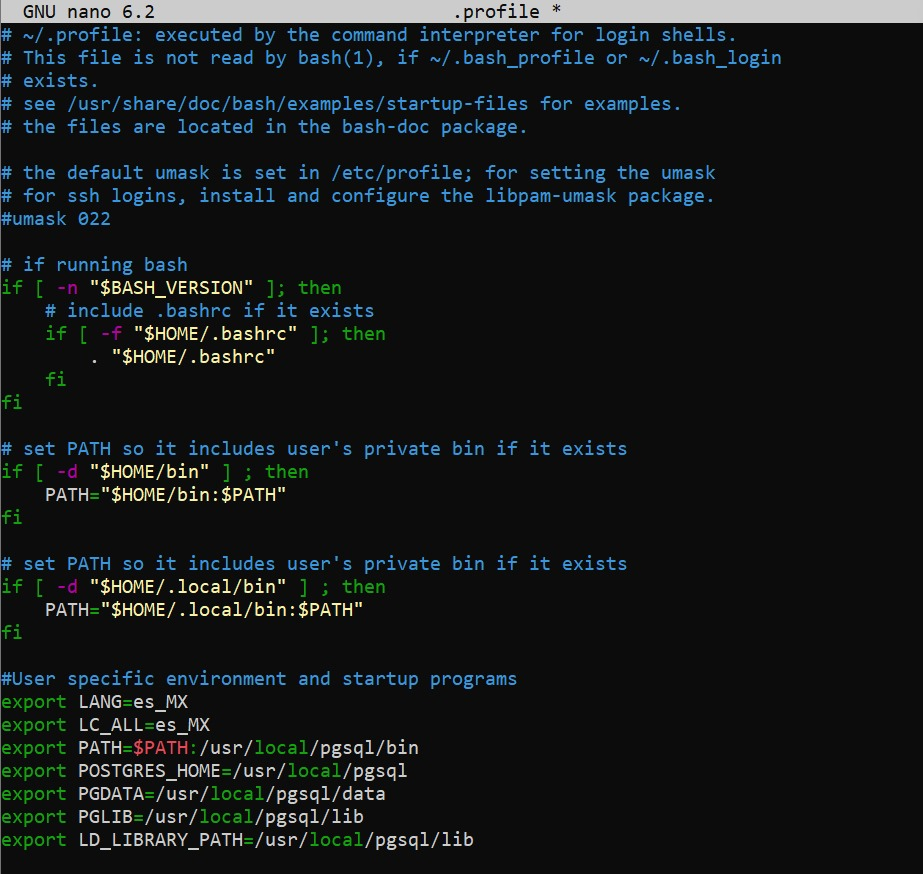 GNU nano 6.2 .profile *
# ~/.profile: executed by the command interpreter for login shells.
# This file is not read by bash(1), if ~/.bash_profile or ~/.bash_login
# exists.
# see /usr/share/doc/bash/examples/startup-files for examples.
# the files are located in the bash-doc package.

# the default umask is set in /etc/profile; for setting the umask
# for ssh logins, install and configure the libpam-umask package.
#umask 022

# if running bash
if [ -n "$BASH_VERSION" ]; then
    # include .bashrc if it exists
    if [ -f "$HOME/.bashrc" ]; then
        . "$HOME/.bashrc"
    fi
fi

# set PATH so it includes user's private bin if it exists
if [ -d "$HOME/bin" ] ; then
    PATH="$HOME/bin:$PATH"
fi

# set PATH so it includes user's private bin if it exists
if [ -d "$HOME/.local/bin" ] ; then
    PATH="$HOME/.local/bin:$PATH"
fi

#User specific environment and startup programs
export LANG=es_MX
export LC_ALL=es_MX
export PATH=$PATH:/usr/local/pgsql/bin
export POSTGRES_HOME=/usr/local/pgsql
export PGDATA=/usr/local/pgsql/data
export PGLIB=/usr/local/pgsql/lib
export LD_LIBRARY_PATH=/usr/local/pgsql/lib